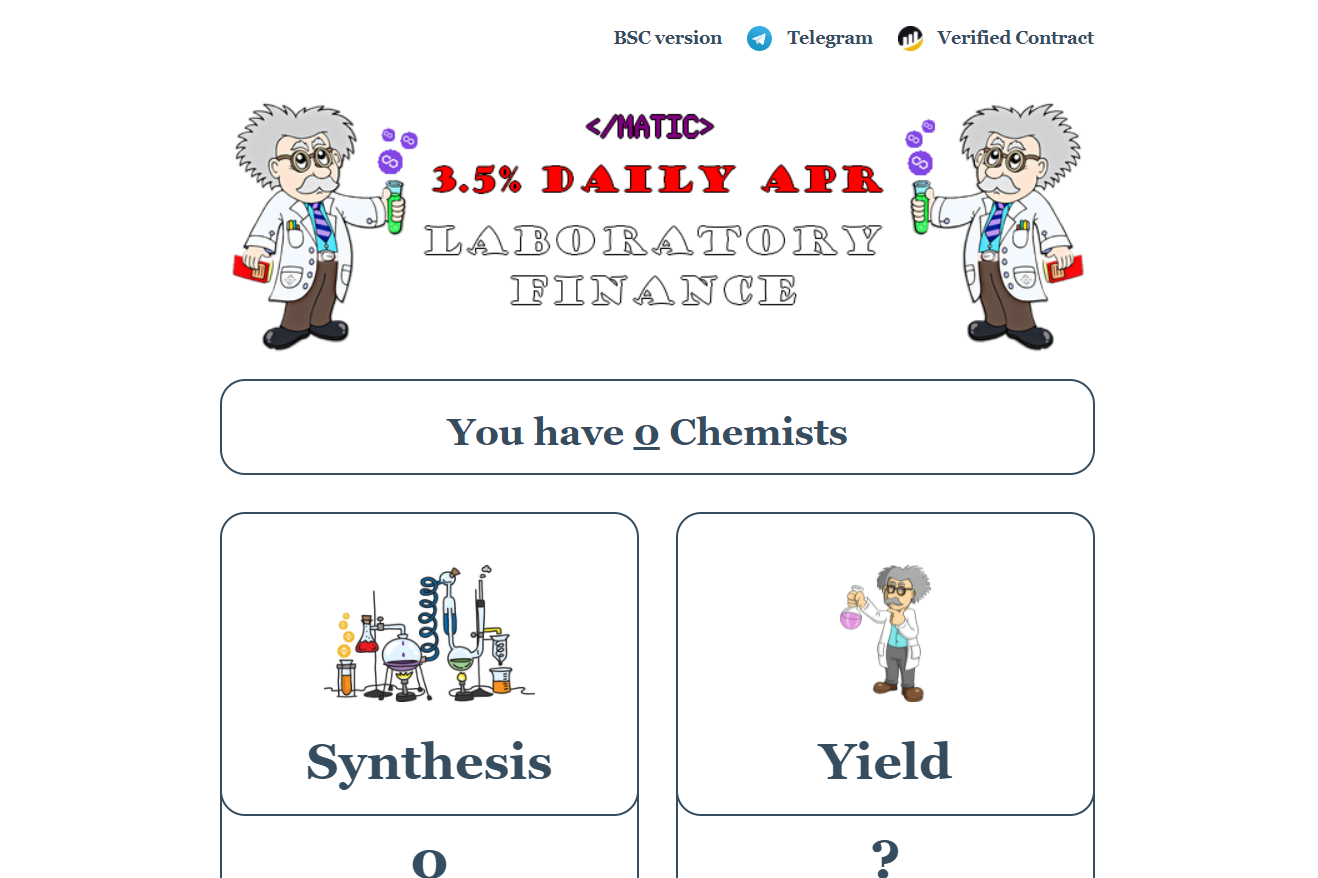 BSC version Telegram Verified Contract
</MATIC>
3.5% DAILY APR
LABORATORY
FINANCE
You have 0 Chemists
Synthesis
Yield
0
?